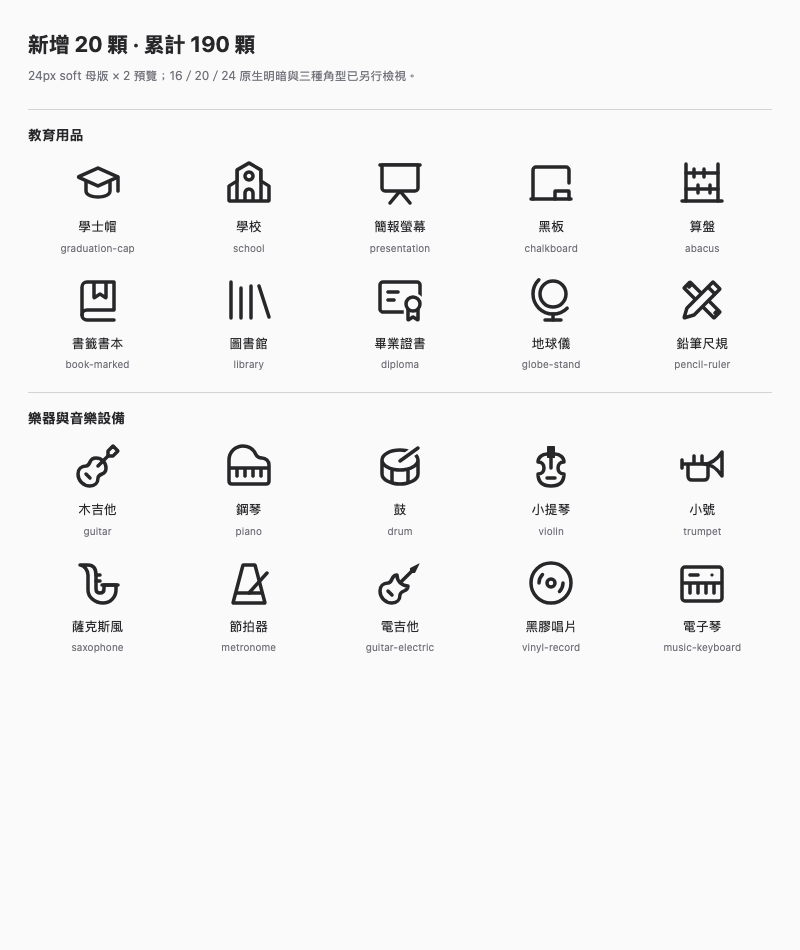 新增 20 顆 · 累計 190 顆
24px soft 母版 × 2 預覽；16 / 20 / 24 原生明暗與三種角型已另行檢視。
教育用品
學士帽 學校 簡報螢幕 黑板 算盤
graduation-cap school presentation chalkboard abacus
書籤書本 圖書館 畢業證書 地球儀 鉛筆尺規
book-marked library diploma globe-stand pencil-ruler
樂器與音樂設備
木吉他 鋼琴 鼓 小提琴 小號
guitar piano drum violin trumpet
薩克斯風 節拍器 電吉他 黑膠唱片 電子琴
saxophone metronome guitar-electric vinyl-record music-keyboard